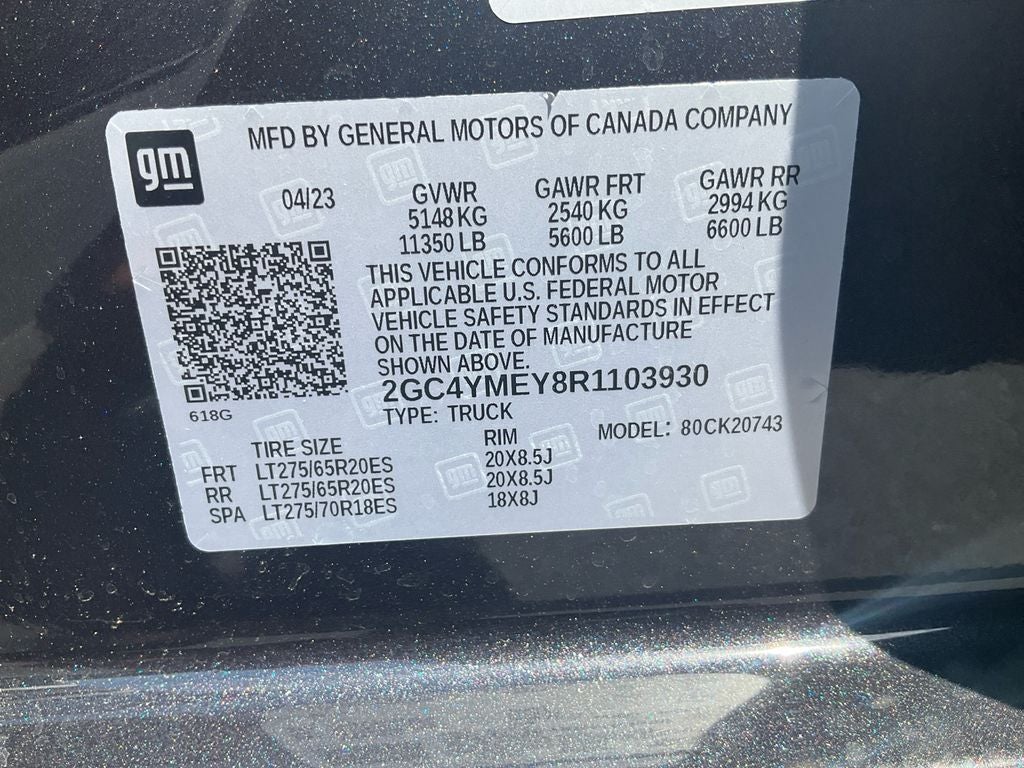 gm
MFD BY GENERAL MOTORS OF CANADA COMPANY
04/23
GVWR
5148 KG
11350 LB
GAWR FRT
2540 KG
5600 LB
GAWR RR
2994 KG
6600 LB
THIS VEHICLE CONFORMS TO ALL
APPLICABLE U.S. FEDERAL MOTOR
VEHICLE SAFETY STANDARDS IN EFFECT
ON THE DATE OF MANUFACTURE
SHOWN ABOVE.
2GC4YMEY8R1103930
618G
TYPE: TRUCK
MODEL: 80CK20743
TIRE SIZE RIM
FRT LT275/65R20ES 20X8.5J
RR LT275/65R20ES 20X8.5J
SPA LT275/70R18ES 18X8J